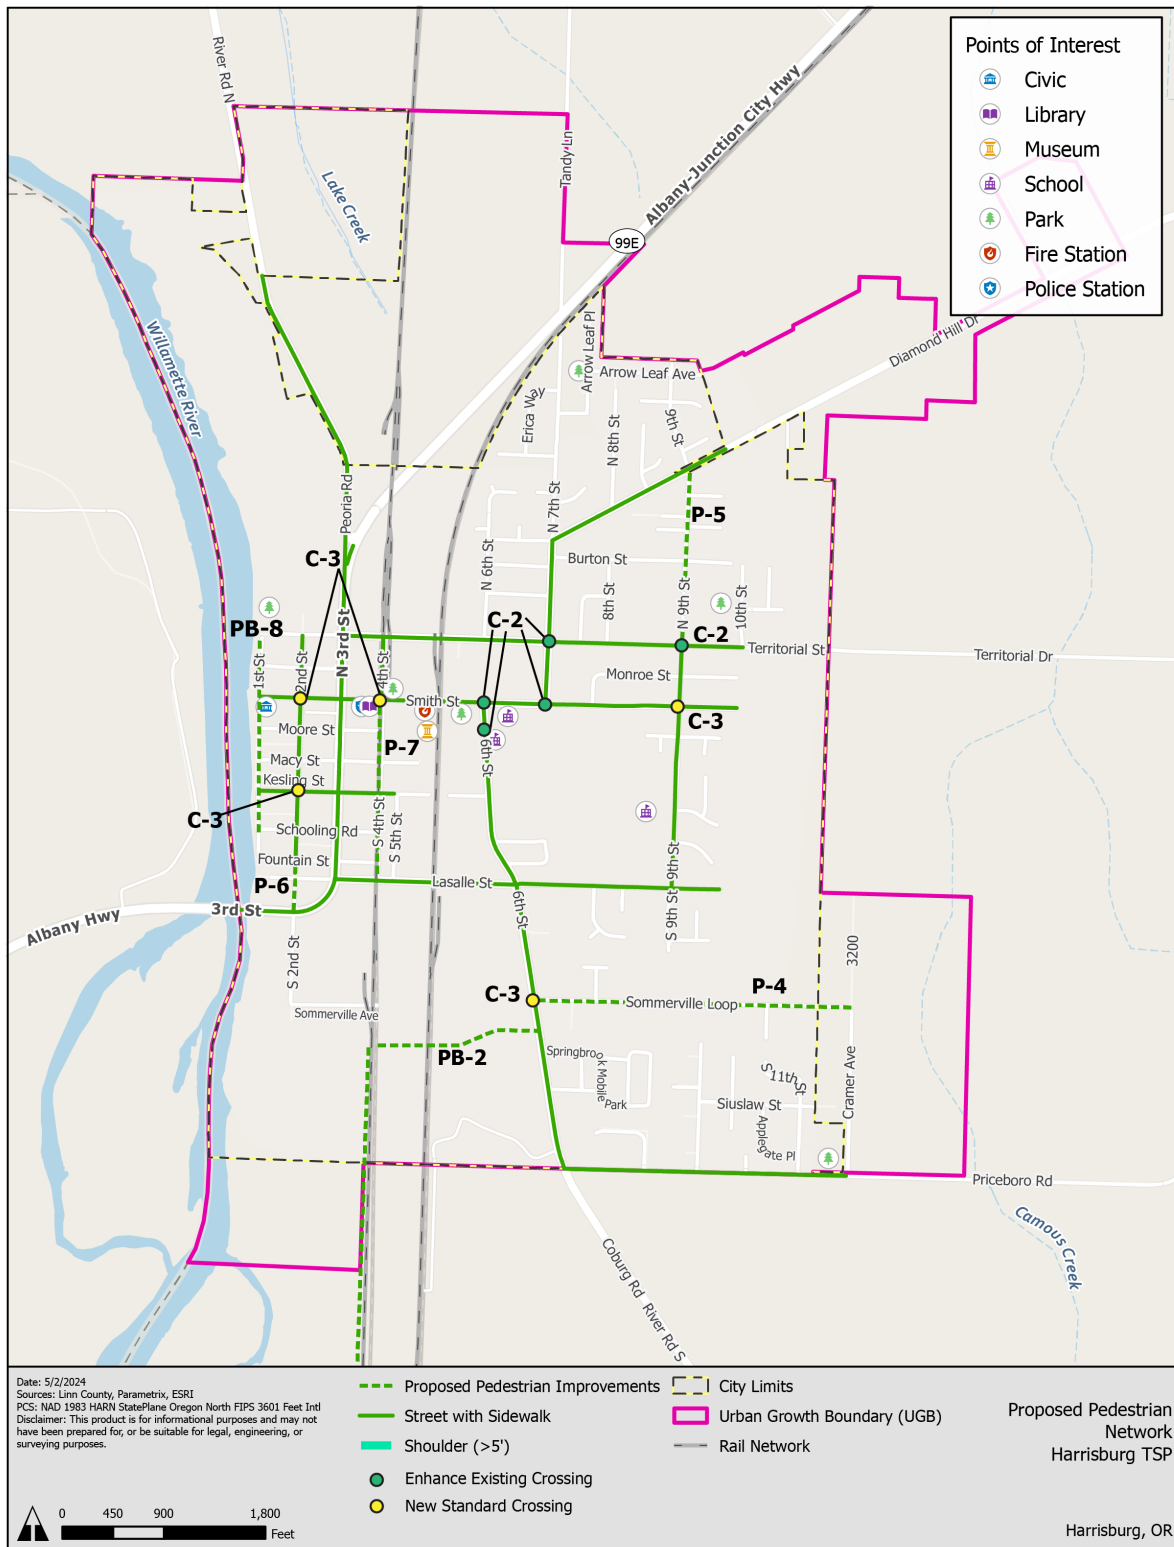 Points of Interest
Civic
Library
Museum
School
Park
Fire Station
Police Station
River Rd N
Tandy Ln
Albany-Junction City Hwy
Lake Creek
99E
Willamette River
Diamond Hill Dr
Arrow Leaf Pl
Arrow Leaf Ave
Erica Way
N 8th St
9th St
Peoria Rd
N 7th St
P-5
C-3
N 6th St
Burton St
8th St
N 9th St
10th St
PB-8
C-2
C-2
N 3rd St
Territorial St
Territorial Dr
1st St
2nd St
4th St
Monroe St
Smith St
C-3
Moore St
P-7
6th St
Macy St
Kesling St
C-3
Schooling Rd
S 4th St
S 5th St
Fountain St
9th St
P-6
Lasalle St
3rd St
6th St
S 9th St
Albany Hwy
S 2nd St
3200
C-3
P-4
Sommerville Loop
Sommerville Ave
PB-2
Springbrook Mobile Park
S 11th St
Siuslaw St
Cramer Ave
Applegate Pl
Priceboro Rd
Camous Creek
Coburg Rd
River Rd S
Date: 5/2/2024
Sources: Linn County, Parametrix, ESRI
PCS: NAD 1983 HARN StatePlane Oregon North FIPS 3601 Feet Intl
Disclaimer: This product is for informational purposes and may not
have been prepared for, or be suitable for legal, engineering, or
surveying purposes.
0 450 900 1,800
Feet
Proposed Pedestrian Improvements
Street with Sidewalk
Shoulder (>5')
Enhance Existing Crossing
New Standard Crossing
City Limits
Urban Growth Boundary (UGB)
Rail Network
Proposed Pedestrian
Network
Harrisburg TSP
Harrisburg, OR